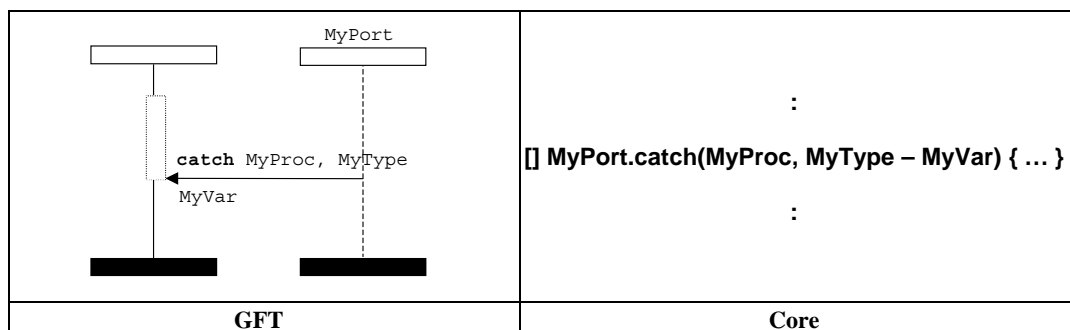 MyPort
catch MyProc, MyType
MyVar
:
[] MyPort.catch(MyProc, MyType – MyVar) { … }
:
GFT
Core